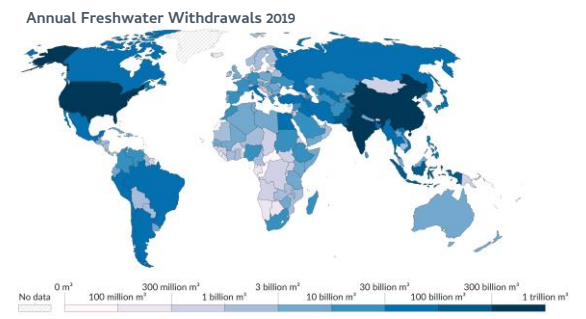 Annual Freshwater Withdrawals 2019
0 m³ 300 million m³ 3 billion m³ 30 billion m³ 300 billion m³
No data 100 million m³ 1 billion m³ 10 billion m³ 100 billion m³ 1 trillion m³